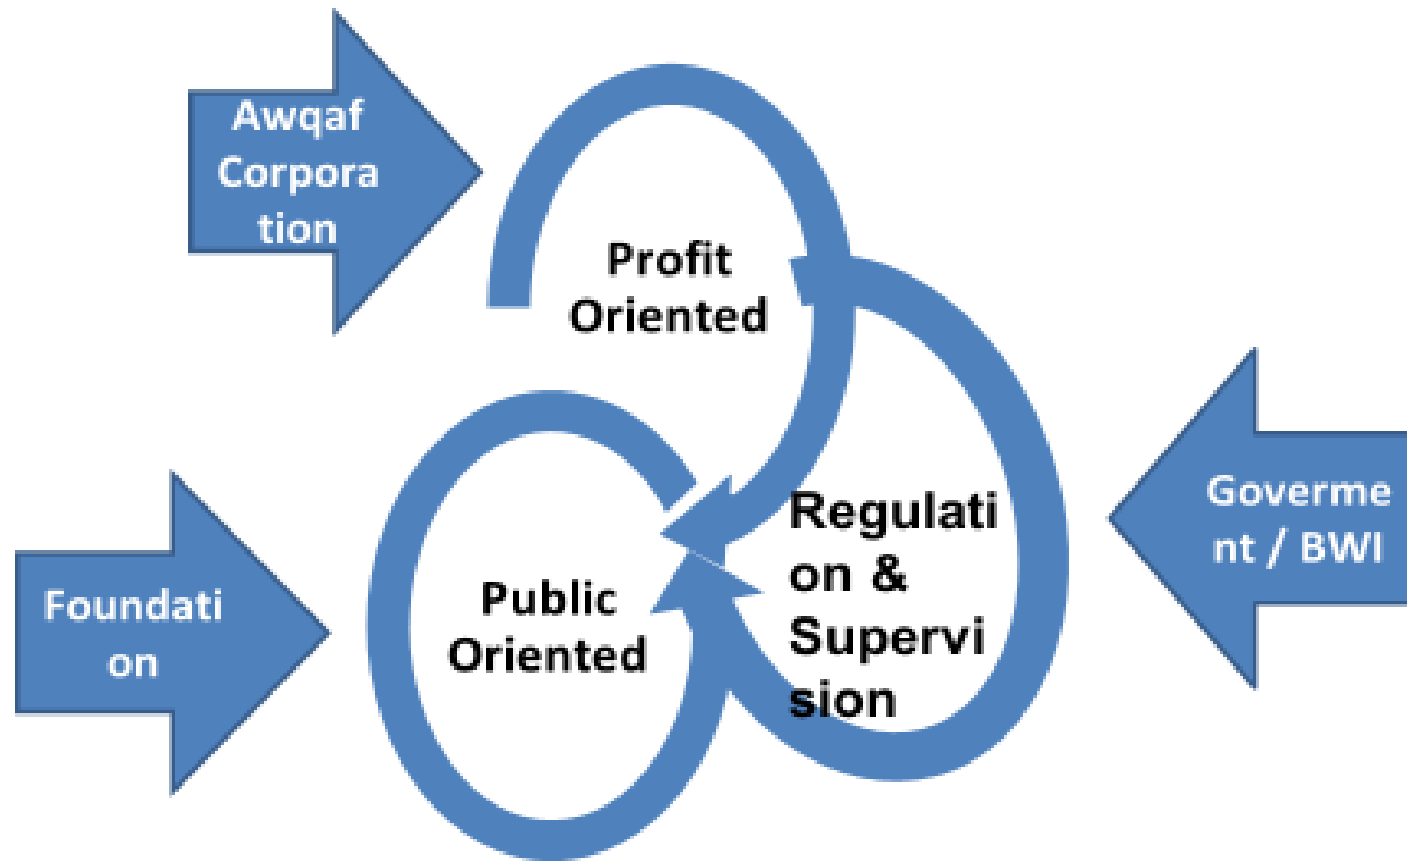 Awqaf
Corpora
tion
Profit
Oriented
Regulati
on &
Supervi
sion
Goverme
nt / BWI
Public
Oriented
Foundati
on